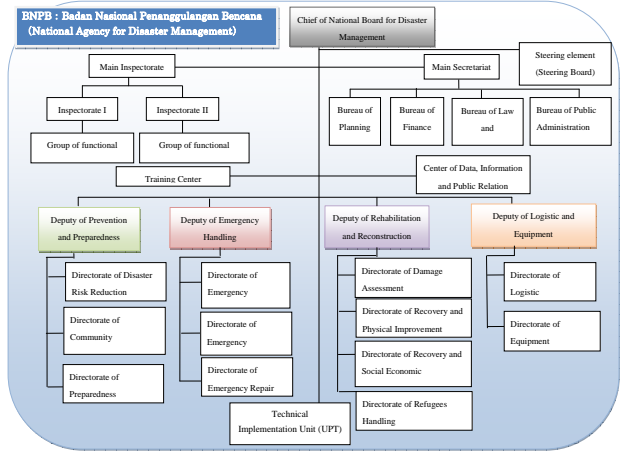 BNPB : Badan Nasional Penanggulangan Bencana
(National Agency for Disaster Management)
Chief of National Board for Disaster
Management
Steering element
(Steering Board)
Main Inspectorate
Main Secretariat
Inspectorate I
Inspectorate II
Bureau of
Planning
Bureau of
Finance
Bureau of Law
and
Bureau of Public
Administration
Group of functional
Group of functional
Training Center
Center of Data, Information
and Public Relation
Deputy of Prevention
and Preparedness
Deputy of Emergency
Handling
Deputy of Rehabilitation
and Reconstruction
Deputy of Logistic and
Equipment
Directorate of Disaster
Risk Reduction
Directorate of
Community
Directorate of
Preparedness
Directorate of
Emergency
Directorate of
Emergency
Directorate of
Emergency Repair
Directorate of Damage
Assessment
Directorate of Recovery and
Physical Improvement
Directorate of Recovery and
Social Economic
Directorate of Refugees
Handling
Directorate of
Logistic
Directorate of
Equipment
Technical
Implementation Unit (UPT)